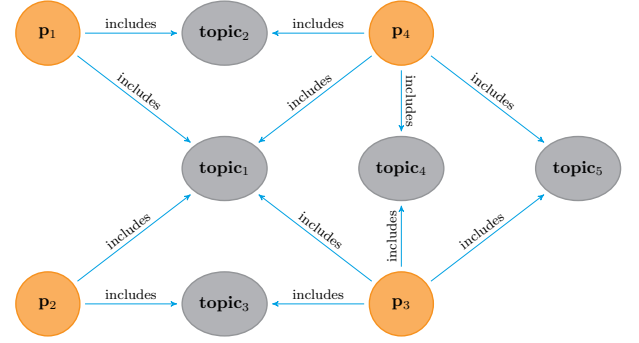 p₁ includes topic₂ includes p₄
includes includes includes includes
topic₁ topic₄ topic₅
includes includes includes includes
p₂ includes topic₃ includes p₃